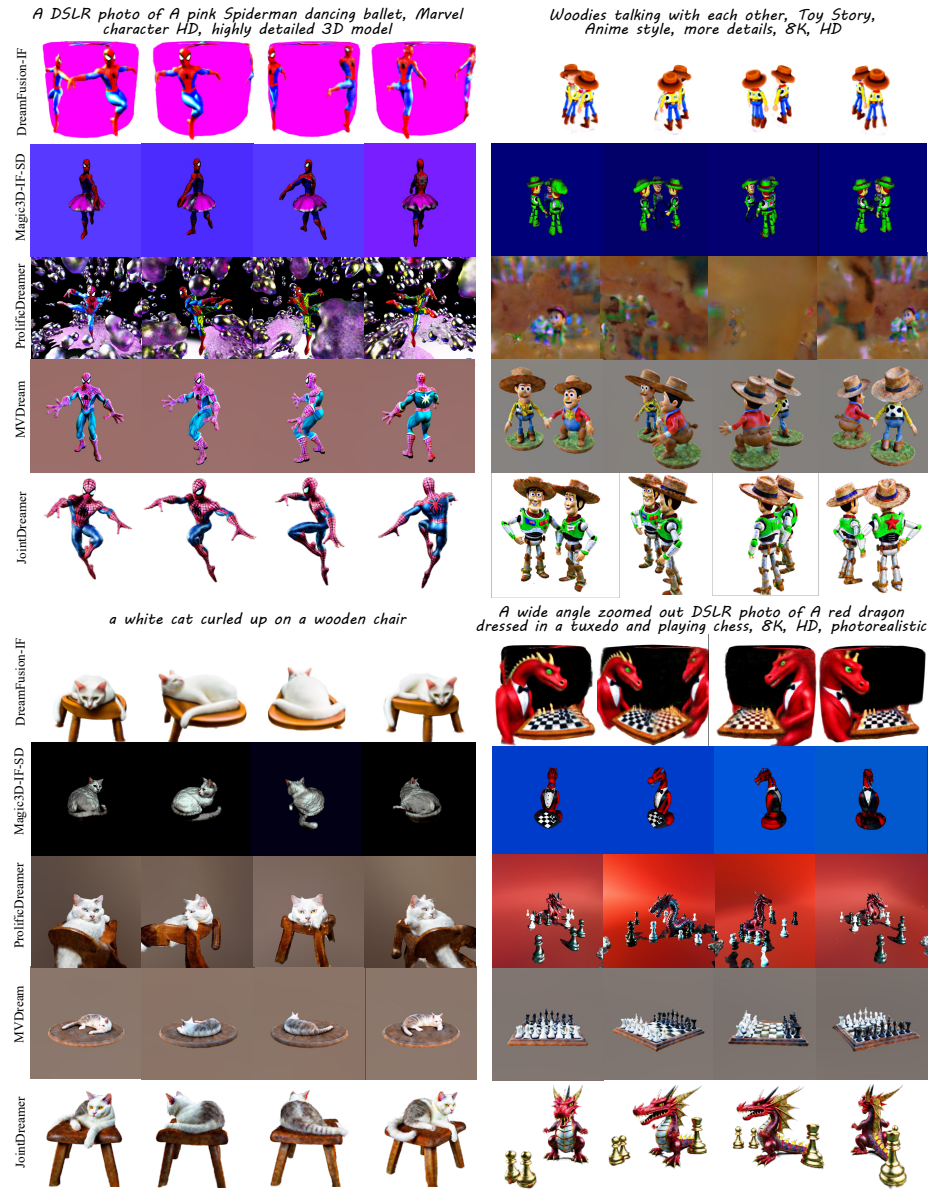 A DSLR photo of A pink Spiderman dancing ballet, Marvel
character HD, highly detailed 3D model
Woodies talking with each other, Toy Story,
Anime style, more details, 8K, HD
DreamFusion-IF
Magic3D-IF-SD
ProlificDreamer
MVDream
JointDreamer
a white cat curled up on a wooden chair
A wide angle zoomed out DSLR photo of A red dragon
dressed in a tuxedo and playing chess, 8K, HD, photorealistic
DreamFusion-IF
Magic3D-IF-SD
ProlificDreamer
MVDream
JointDreamer